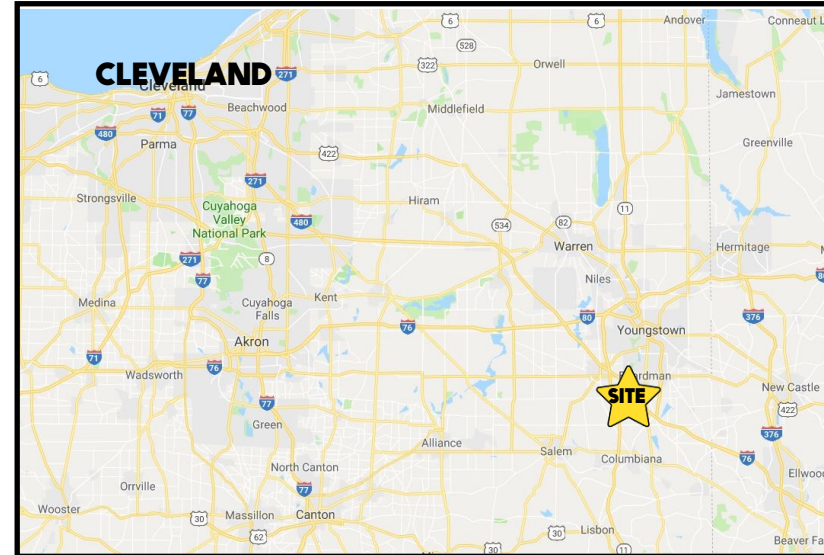 6
6
Andover
Conneaut L
528
CLEVELAND
Cleveland
271
322
Orwell
6
Jamestown
Beachwood
Middlefield
71
77
480
Parma
Greenville
422
271
Strongsville
Cuyahoga
Valley
National Park
Hiram
11
480
534
82
Warren
Hermitage
271
8
77
Niles
Medina
Cuyahoga
Falls
Kent
76
80
376
Youngstown
Akron
71
76
Wadsworth
SITE
New Castle
77
422
Green
376
Alliance
Salem
Columbiana
76
North Canton
Ellwoo
77
Orrville
Wooster
30
Massillon
Canton
62
30
Lisbon
30
11
Beaver Fa